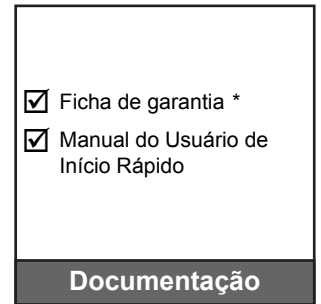 ☑ Ficha de garantia *
☑ Manual do Usuário de
Início Rápido
Documentação